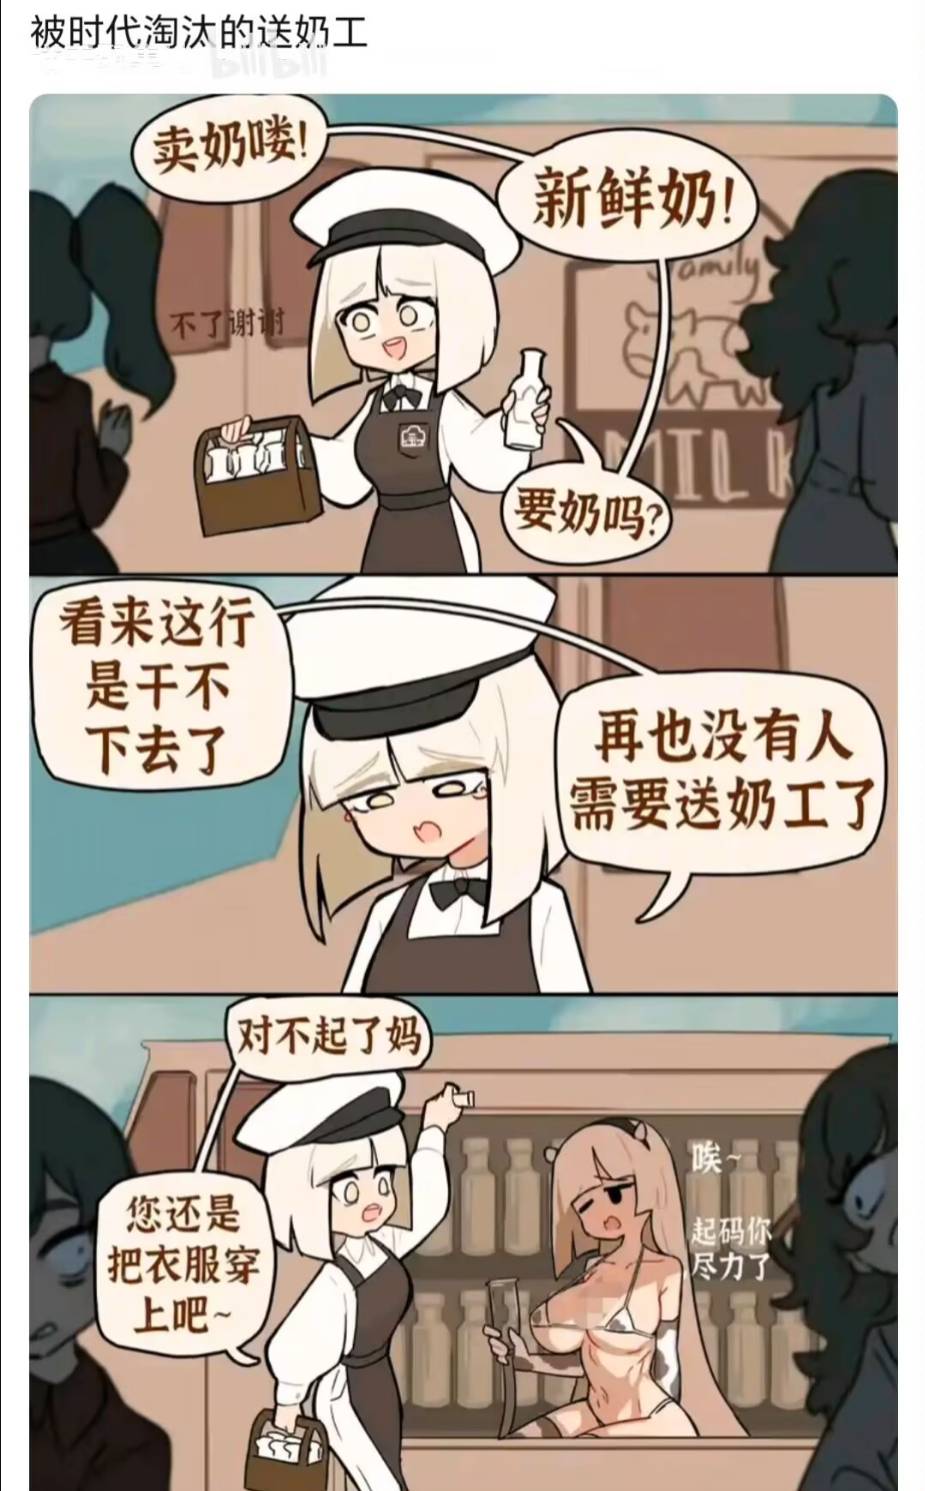 被时代淘汰的送奶工
bilibili
卖奶喽!
新鲜奶!
不了谢谢
Family
MILK
要奶吗?
看来这行
是干不
下去了
再也没有人
需要送奶工了
对不起了妈
您还是
把衣服穿
上吧~
唉~
起码你
尽力了